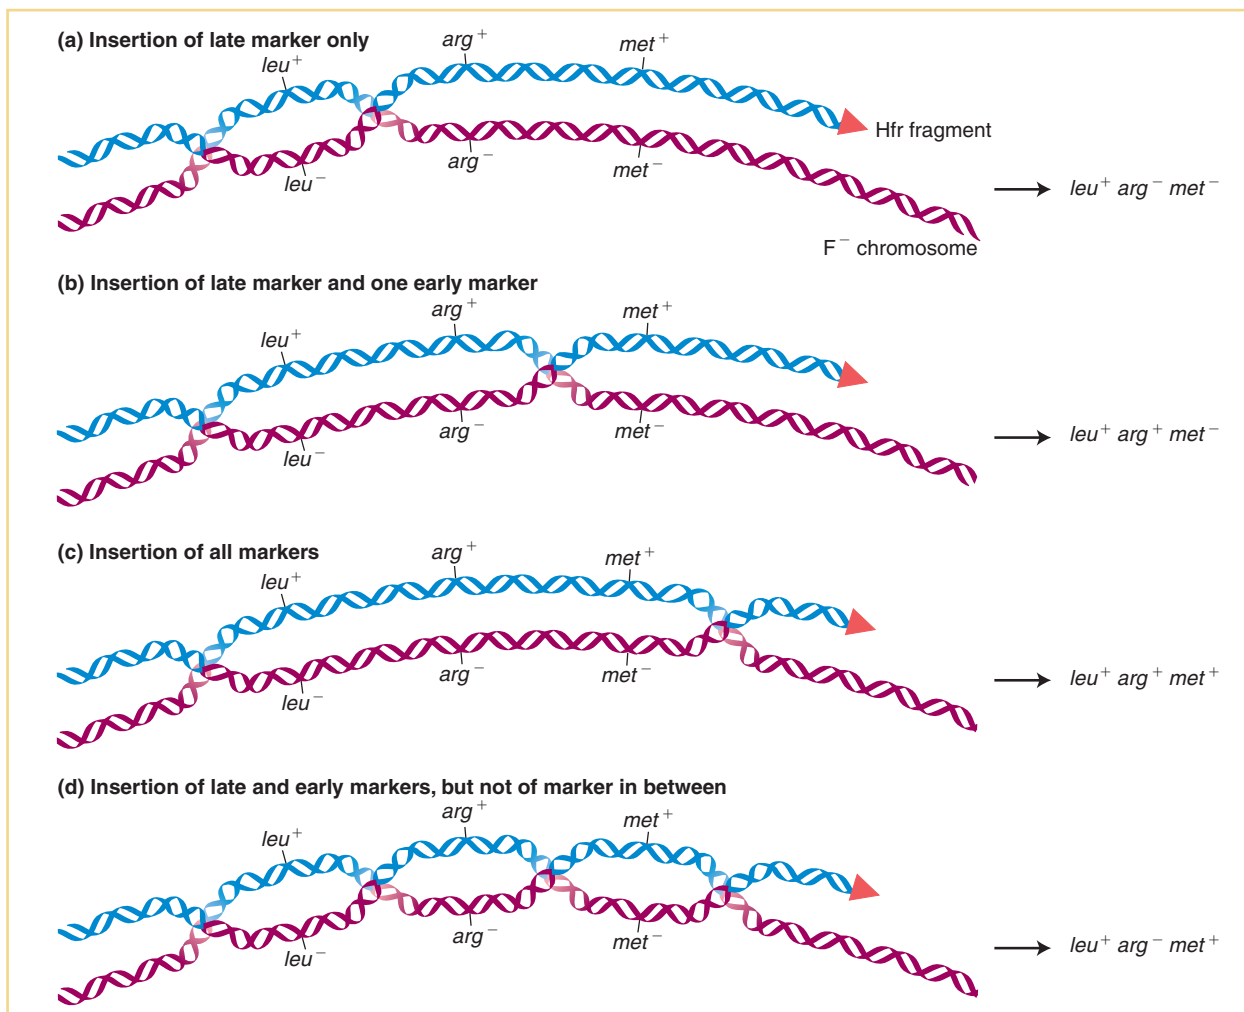 (a) Insertion of late marker only
leu⁺
arg⁺
met⁺
Hfr fragment
leu⁻
arg⁻
met⁻
leu⁺ arg⁻ met⁻
F⁻ chromosome
(b) Insertion of late marker and one early marker
leu⁺
arg⁺
met⁺
leu⁻
arg⁻
met⁻
leu⁺ arg⁺ met⁻
(c) Insertion of all markers
leu⁺
arg⁺
met⁺
leu⁻
arg⁻
met⁻
leu⁺ arg⁺ met⁺
(d) Insertion of late and early markers, but not of marker in between
leu⁺
arg⁺
met⁺
leu⁻
arg⁻
met⁻
leu⁺ arg⁻ met⁺